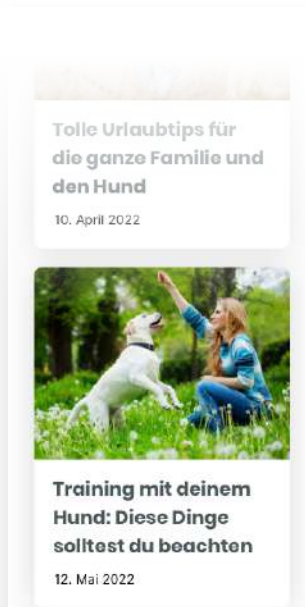 Tolle Urlaubtips für
die ganze Familie und
den Hund
10. April 2022
Training mit deinem
Hund: Diese Dinge
solltest du beachten
12. Mai 2022